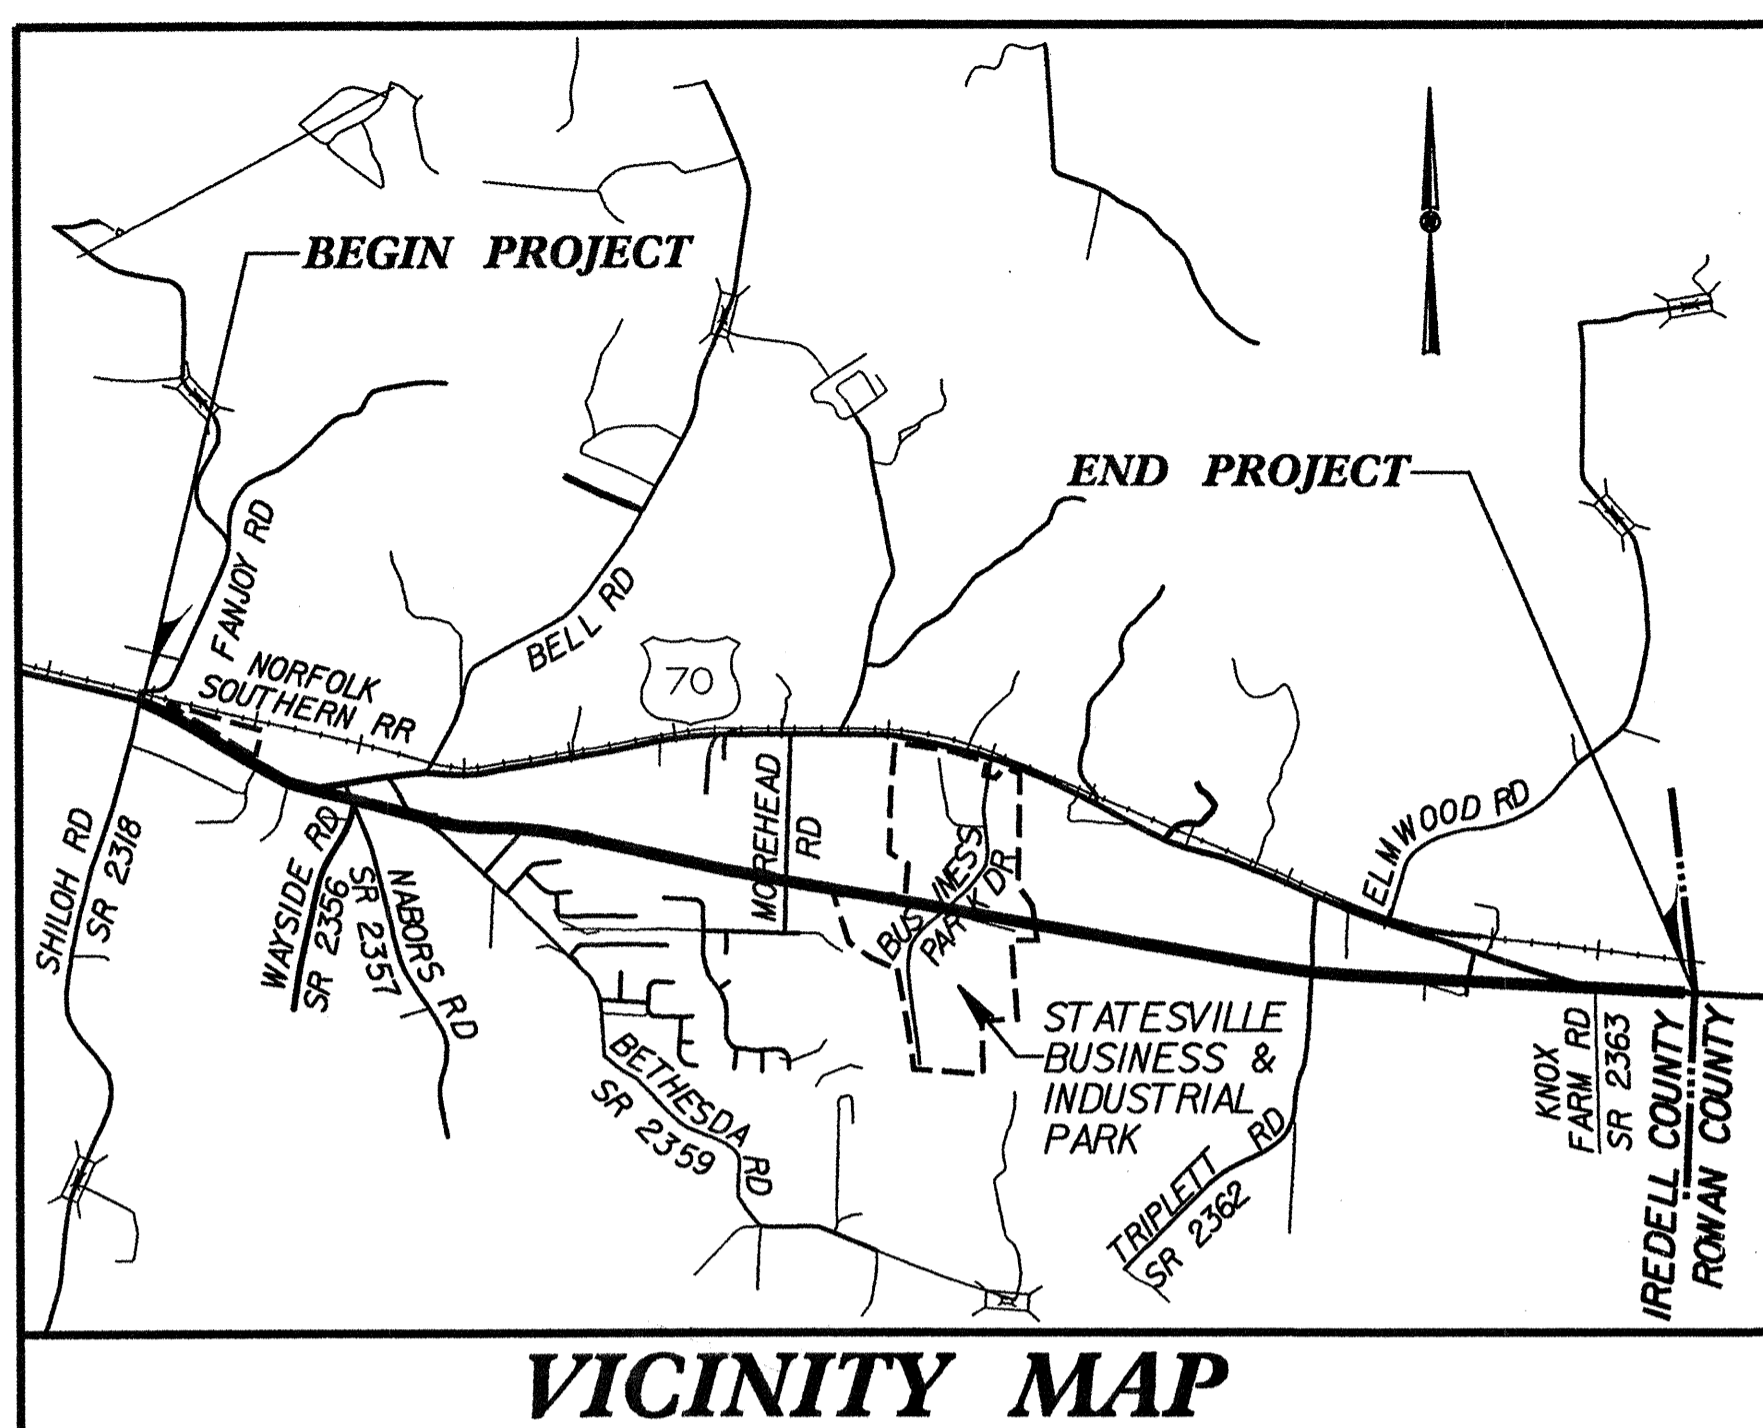 BEGIN PROJECT
END PROJECT
FANJOY RD
NORFOLK
SOUTHERN RR
BELL RD
70
MOREHEAD
RD
BUSINESS
PARK DR
ELMWOOD RD
SHILOH RD
SR 2318
WAYSIDE RD
SR 2356
NABORS RD
SR 2357
BETHESDA RD
SR 2359
STATESVILLE
BUSINESS &
INDUSTRIAL
PARK
TRIPLETT RD
SR 2362
KNOX
FARM RD
SR 2363
IREDELL COUNTY
ROWAN COUNTY
VICINITY MAP